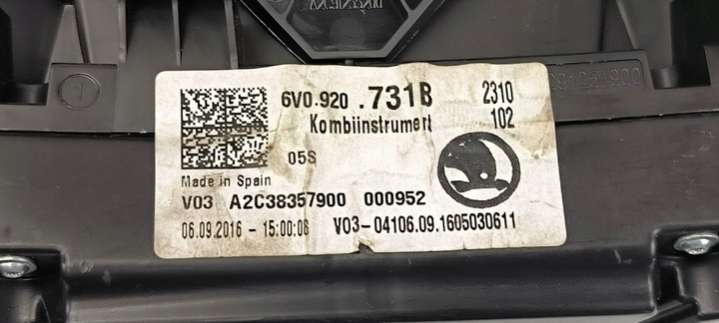 6V0.920 .731B 2310
Kombiinstrument 102
05S
Made in Spain
V03 A2C38357900 000952
06.09.2016 - 15:00:06 V03-04106.09.1605030611